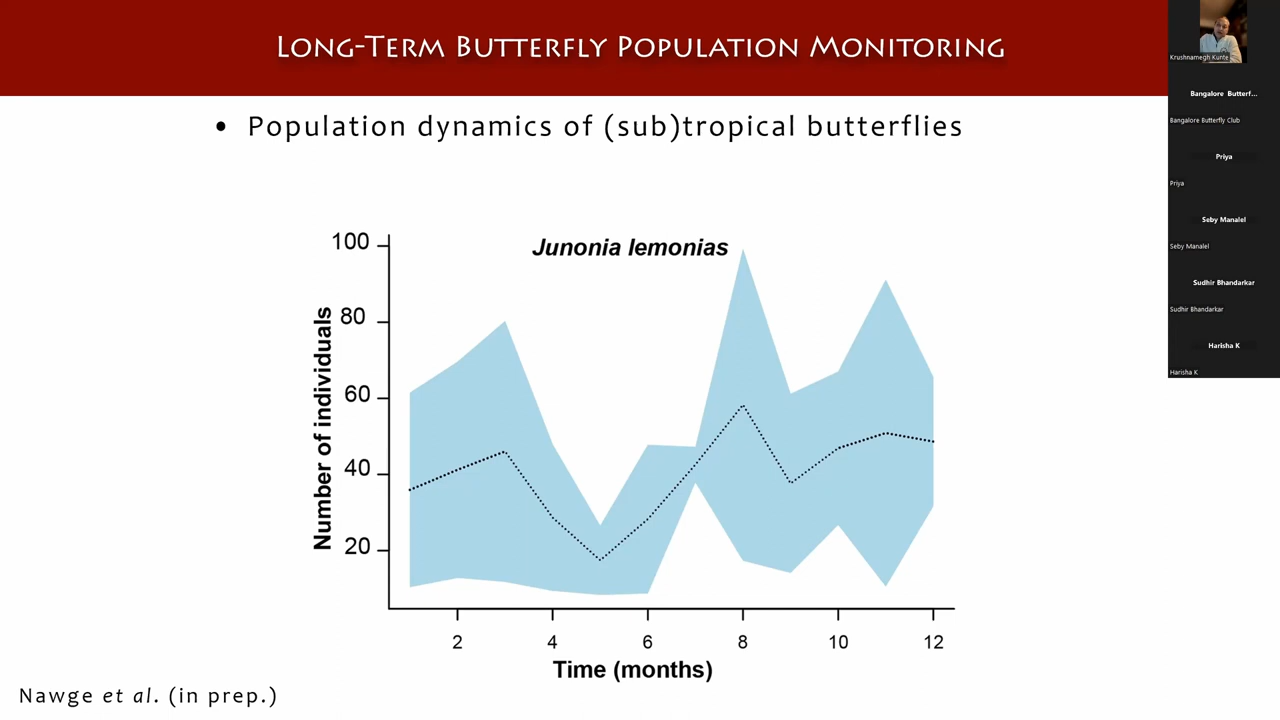 Long-Term Butterfly Population Monitoring
• Population dynamics of (sub)tropical butterflies
Junonia lemonias
Number of individuals
100
80
60
40
20
2 4 6 8 10 12
Time (months)
Nawge et al. (in prep.)
Krushnamegh Kunte
Bangalore Butterf...
Bangalore Butterfly Club
Priya
Priya
Seby Manalel
Seby Manalel
Sudhir Bhandarkar
Sudhir Bhandarkar
Harisha K
Harisha K